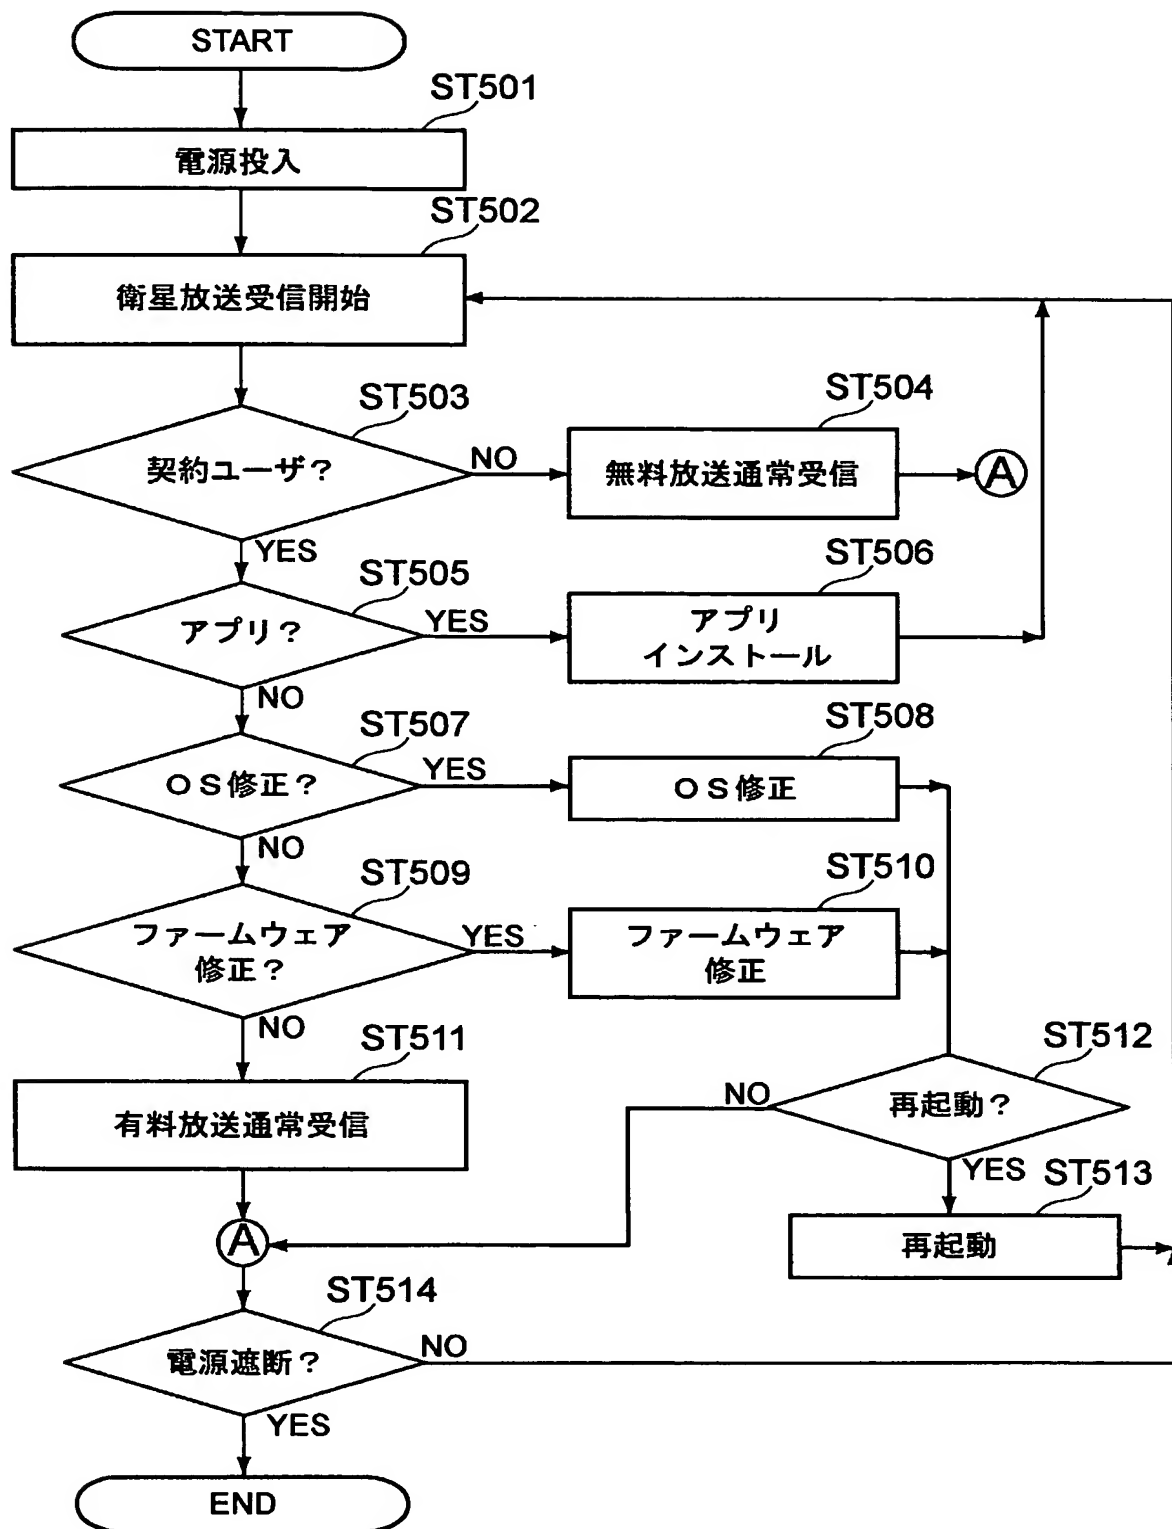 START
ST501
電源投入
ST502
衛星放送受信開始
ST503
契約ユーザ？
NO
ST504
無料放送通常受信
A
YES
ST505
アプリ？
YES
ST506
アプリ
インストール
NO
ST507
ＯＳ修正？
YES
ST508
ＯＳ修正
NO
ST509
ファームウェア
修正？
YES
ST510
ファームウェア
修正
NO
ST511
有料放送通常受信
ST512
再起動？
NO
YES
ST513
再起動
A
ST514
電源遮断？
NO
YES
END